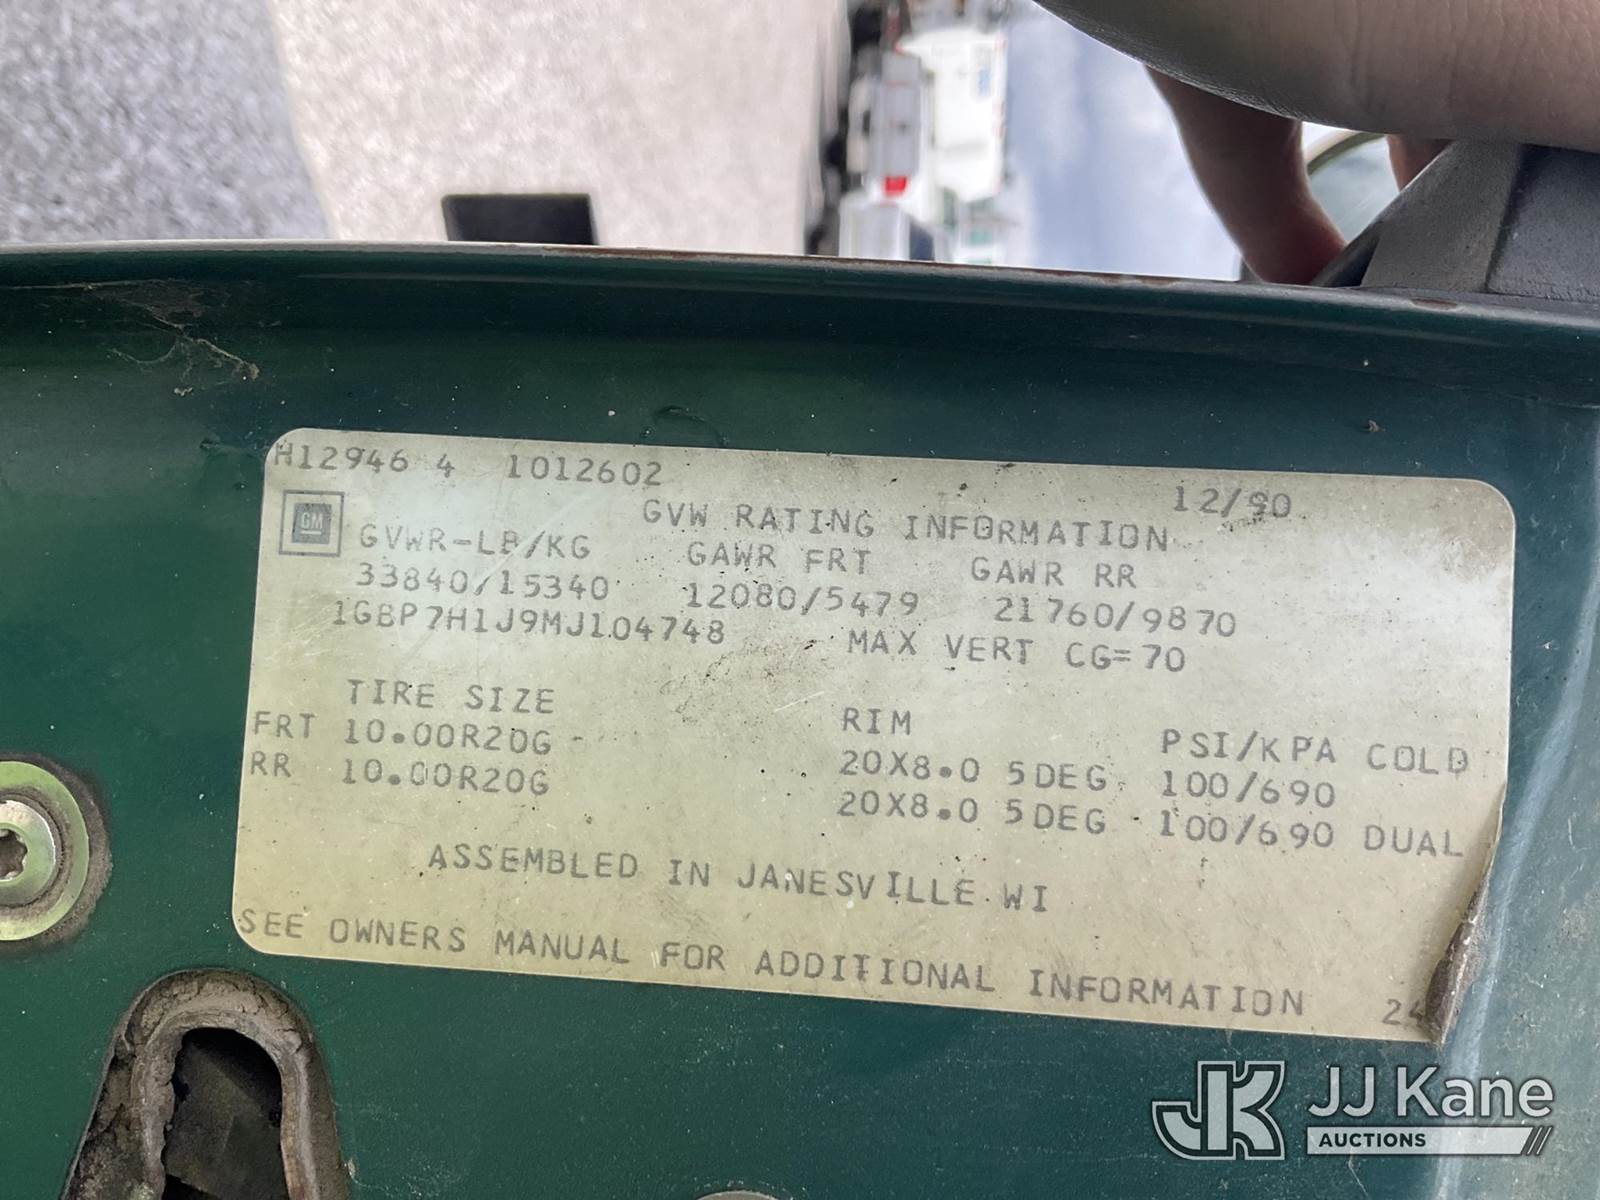 H12946 4 1012602 12/90
GM
GVW RATING INFORMATION
GVWR-LB/KG GAWR FRT GAWR RR
33840/15340 12080/5479 21760/9870
1GBP7H1J9MJ104748 MAX VERT CG=70
TIRE SIZE RIM PSI/KPA COLD
FRT 10.00R20G 20X8.0 5DEG 100/690
RR 10.00R20G 20X8.0 5DEG 100/690 DUAL
ASSEMBLED IN JANESVILLE WI
SEE OWNERS MANUAL FOR ADDITIONAL INFORMATION 24
JK JJ Kane
AUCTIONS